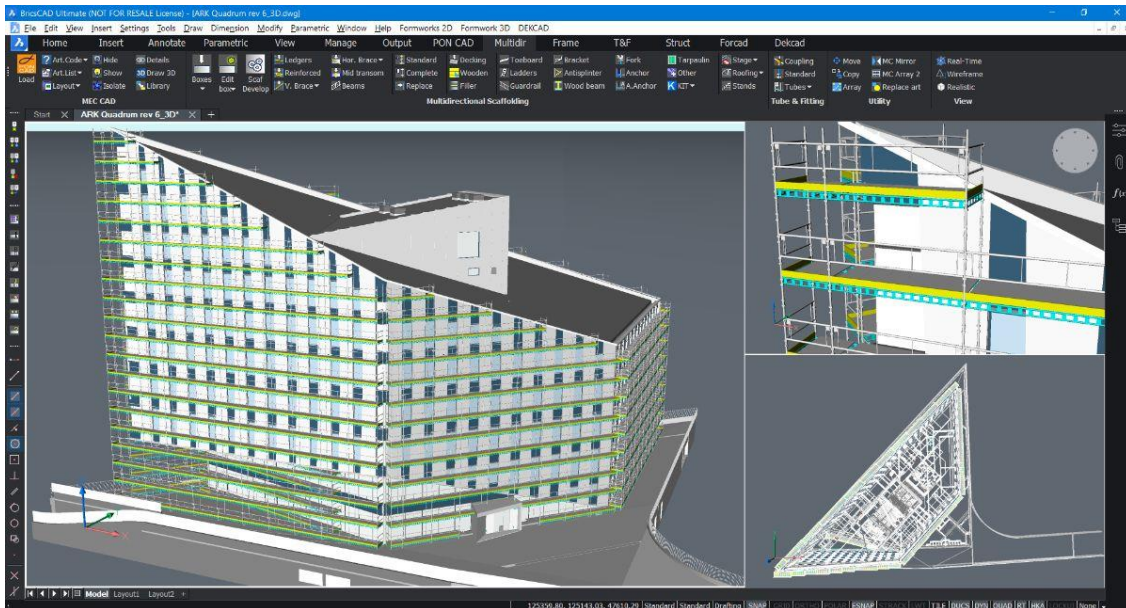 BricsCAD Ultimate (NOT FOR RESALE License) - [ARK Quadrum rev 6_3D.dwg]
File Edit View Insert Settings Tools Draw Dimension Modify Parametric Window Help Formworks 2D Formwork 3D DEKCAD
Home Insert Annotate Parametric View Manage Output PON CAD Multidir Frame T&F Struct Forcad Dekcad
Art.Code Hide Details Ledgers Hor. Brace Standard Decking Toeboard Bracket Fork Tarpaulin Stage Coupling Move MC Mirror Real-Time
Load Art.List Show 3D Draw 3D Boxes Edit box Scaf Develop Reinforced Mid transom Complete Wooden Ladders Antisplinter U.Anchor Other Roofing Standard Copy MC Array 2 Wireframe
Layout Isolate Library V. Brace Beams Replace Filler Guardrail Wood beam A.Anchor KIT Stands Tubes Array Replace art Realistic
MEC CAD Multidirectional Scaffolding Tube & Fitting Utility View
Start ARK Quadrum rev 6_3D*
Model Layout1 Layout2
125359.80, 125143.03, 47610.29 Standard Standard Drafting SNAP GRID ORTHO POLAR ESNAP STRACK LWT TILE DUCS DYN QUAD RT HKA LOCKUI None